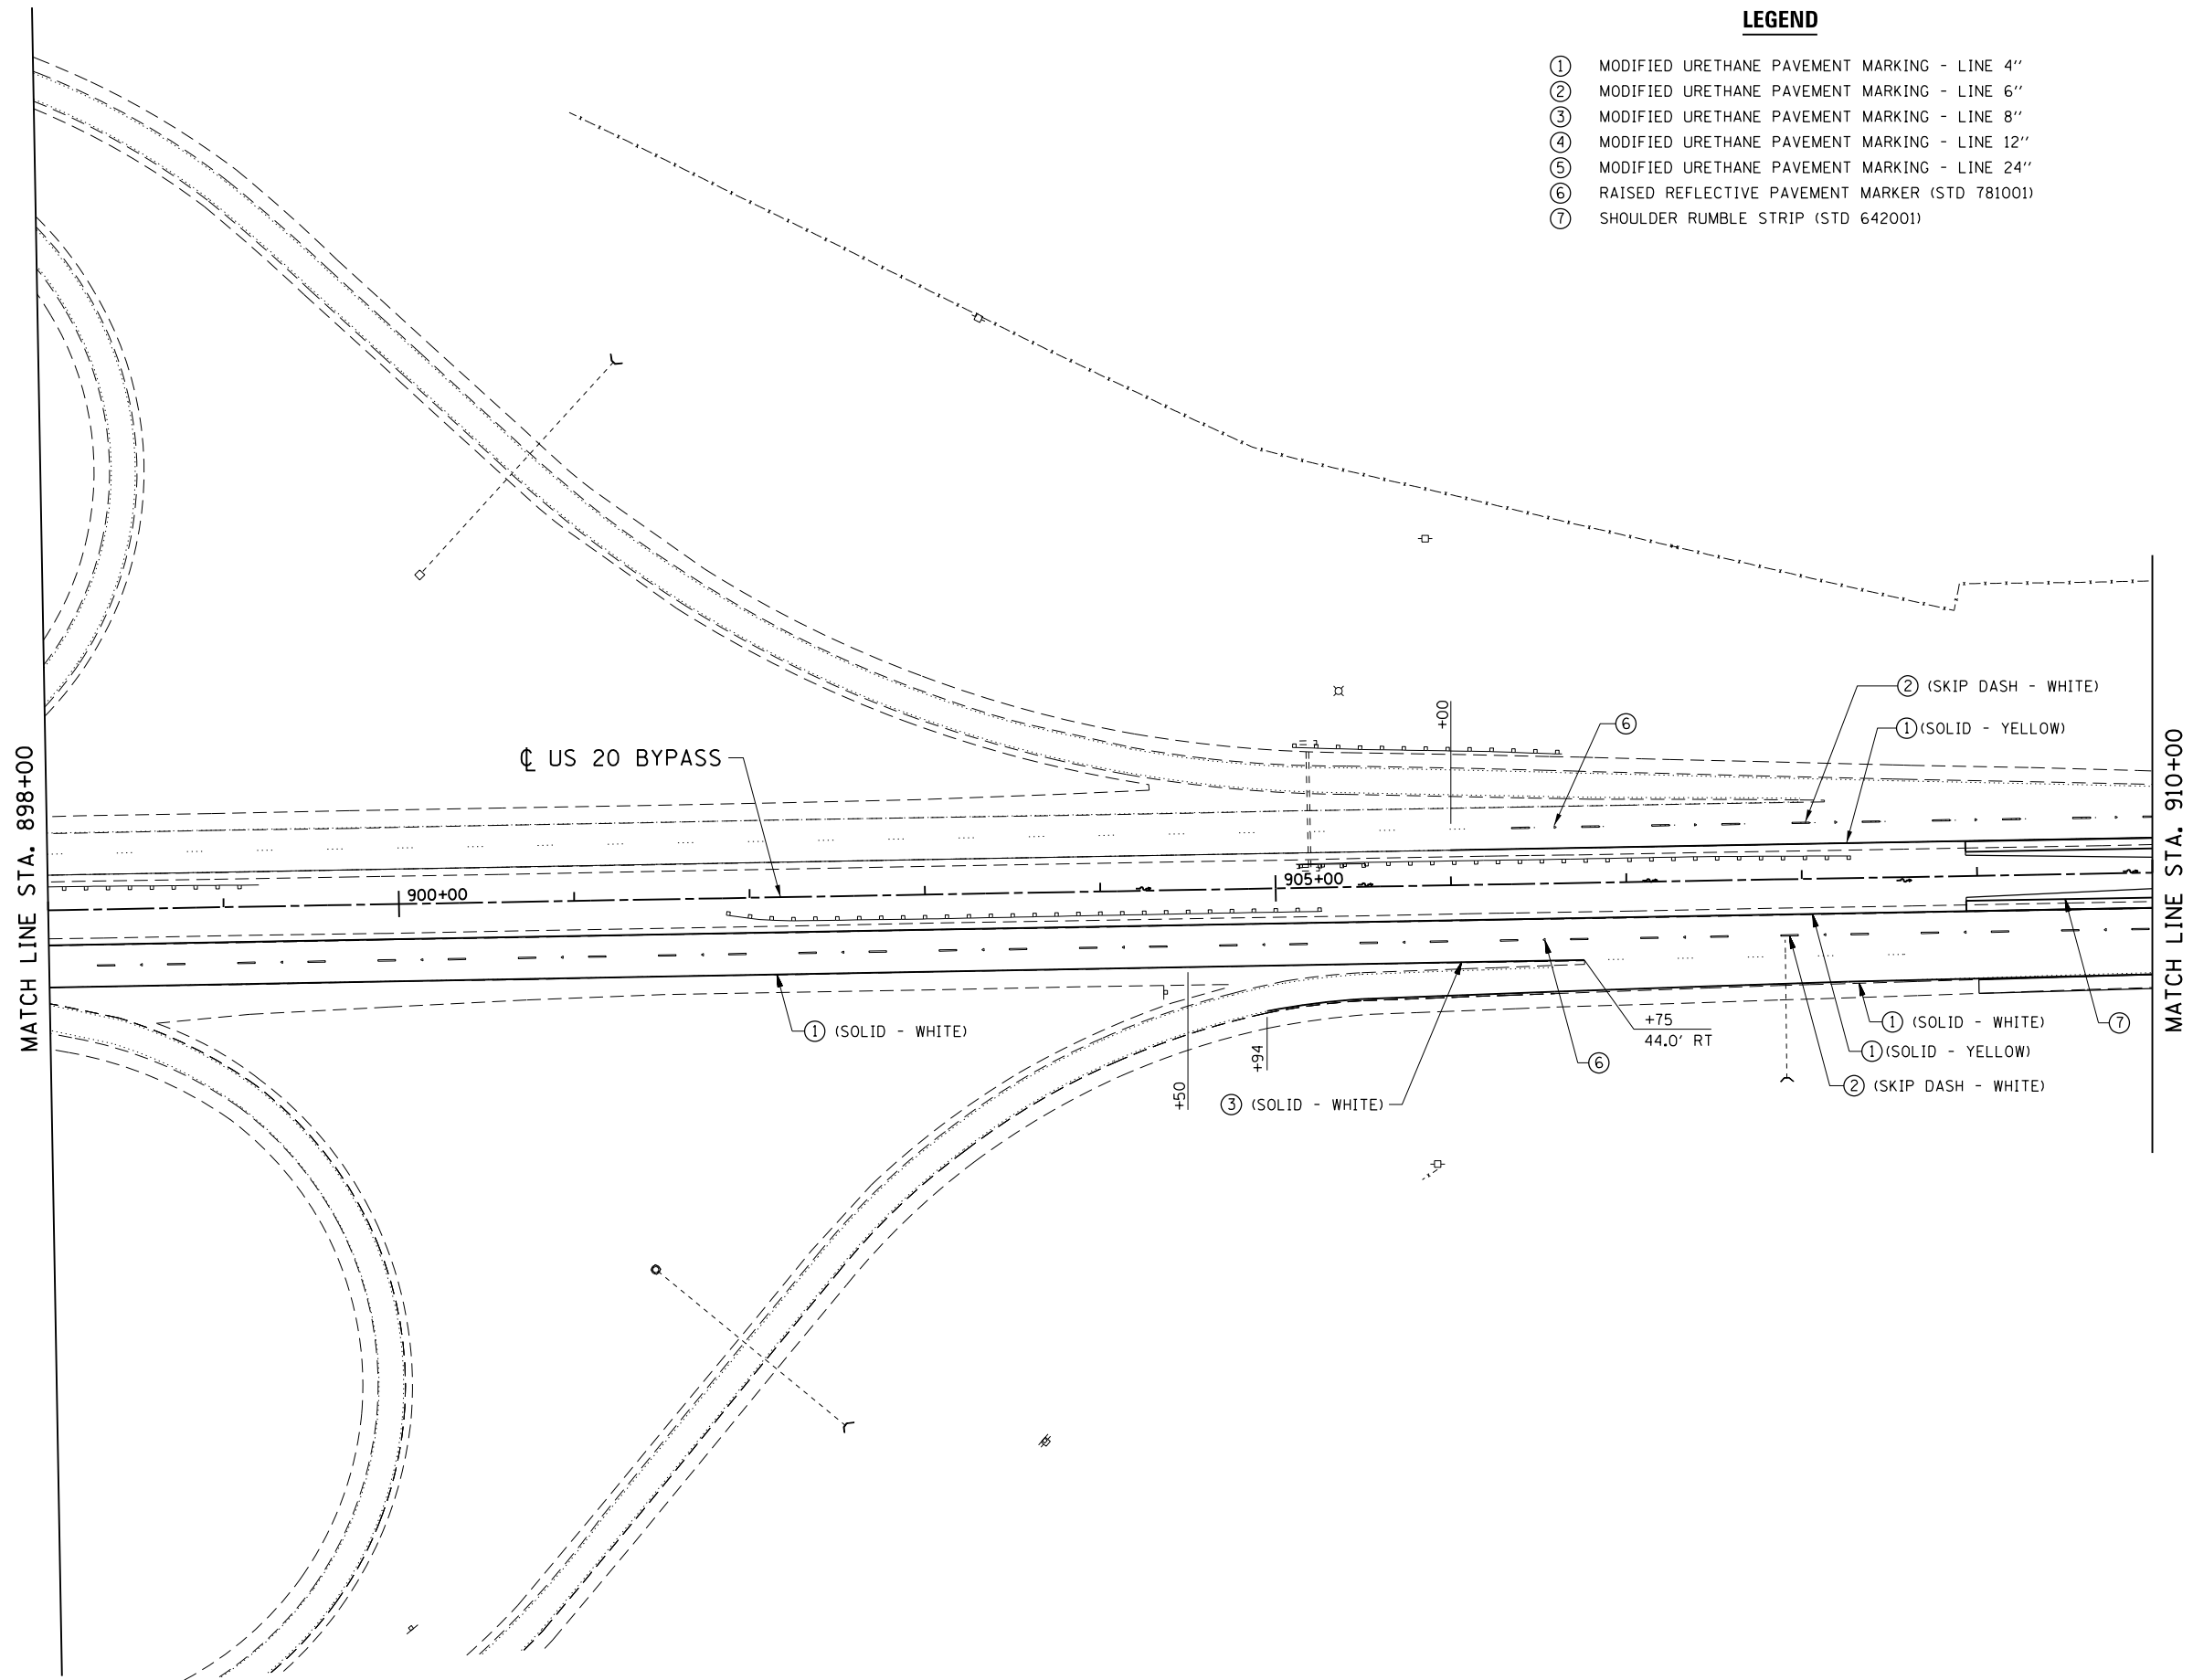 LEGEND
① MODIFIED URETHANE PAVEMENT MARKING - LINE 4''
② MODIFIED URETHANE PAVEMENT MARKING - LINE 6''
③ MODIFIED URETHANE PAVEMENT MARKING - LINE 8''
④ MODIFIED URETHANE PAVEMENT MARKING - LINE 12''
⑤ MODIFIED URETHANE PAVEMENT MARKING - LINE 24''
⑥ RAISED REFLECTIVE PAVEMENT MARKER (STD 781001)
⑦ SHOULDER RUMBLE STRIP (STD 642001)
② (SKIP DASH - WHITE)
+00
⑥
① (SOLID - YELLOW)
℄ US 20 BYPASS
MATCH LINE STA. 898+00
MATCH LINE STA. 910+00
900+00
905+00
① (SOLID - WHITE)
+75
44.0' RT
① (SOLID - WHITE)
⑦
① (SOLID - YELLOW)
+94
⑥
② (SKIP DASH - WHITE)
+50
③ (SOLID - WHITE)